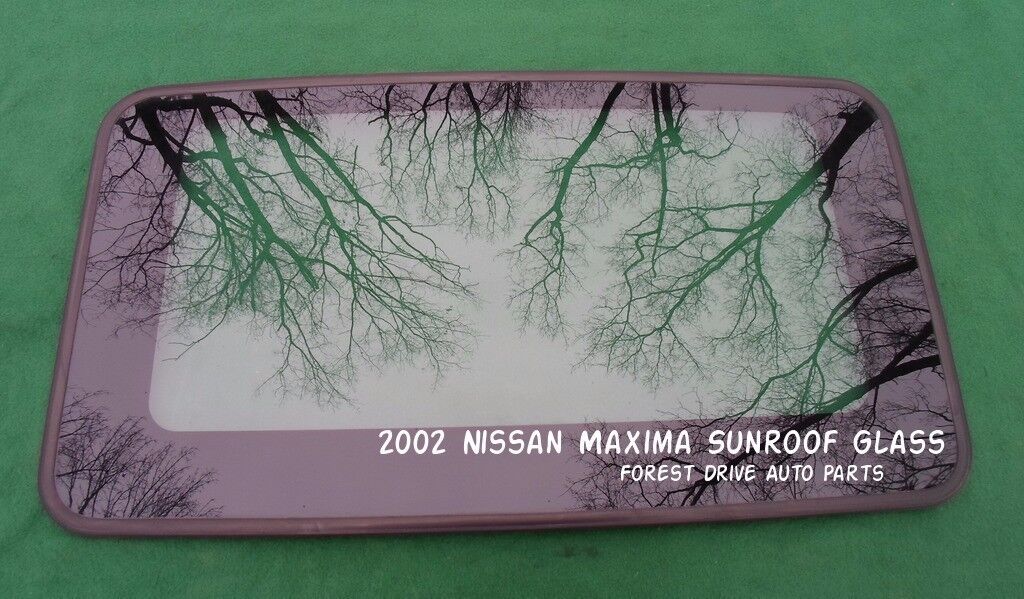 2002 NISSAN MAXIMA SUNROOF GLASS
FOREST DRIVE AUTO PARTS